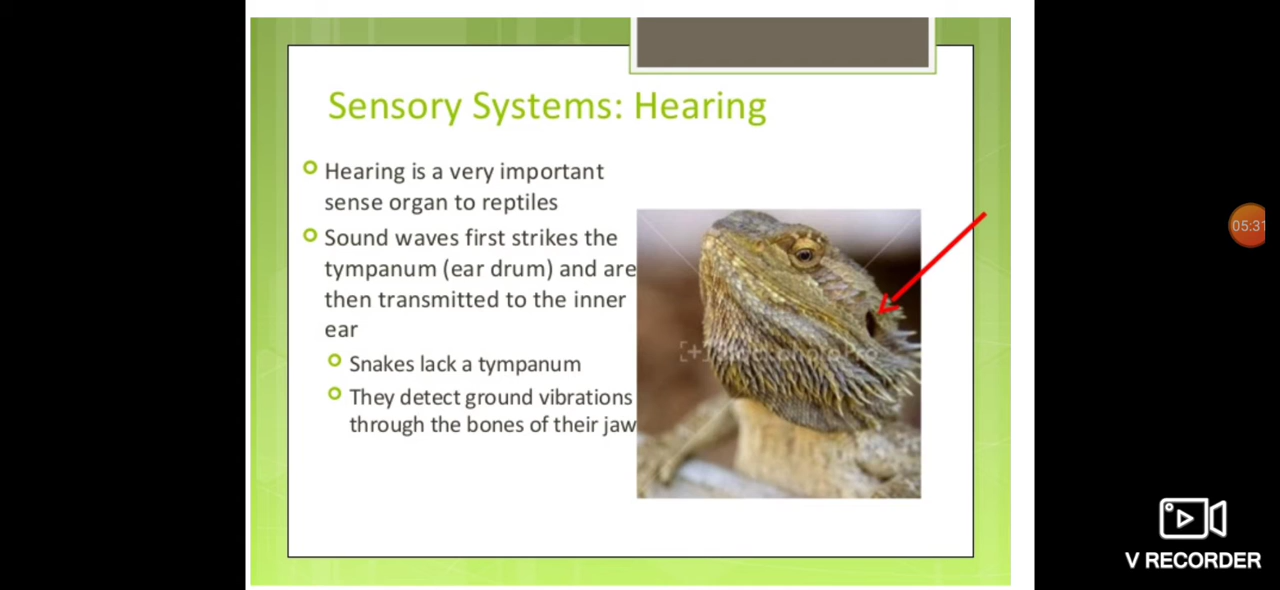 Sensory Systems: Hearing
Hearing is a very important
sense organ to reptiles
Sound waves first strikes the
tympanum (ear drum) and are
then transmitted to the inner
ear
Snakes lack a tympanum
They detect ground vibrations
through the bones of their jaw
05:31
V RECORDER